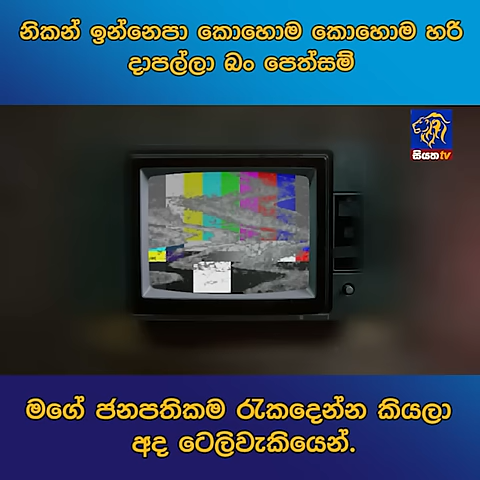 නිකන් ඉන්නෙපා කොහොම කොහොම හරි
දාපල්ලා බං පෙත්සම්
සියත tv
මගේ ජනපතිකම රැකදෙන්න කියලා
අද ටෙලිවැකියෙන්.